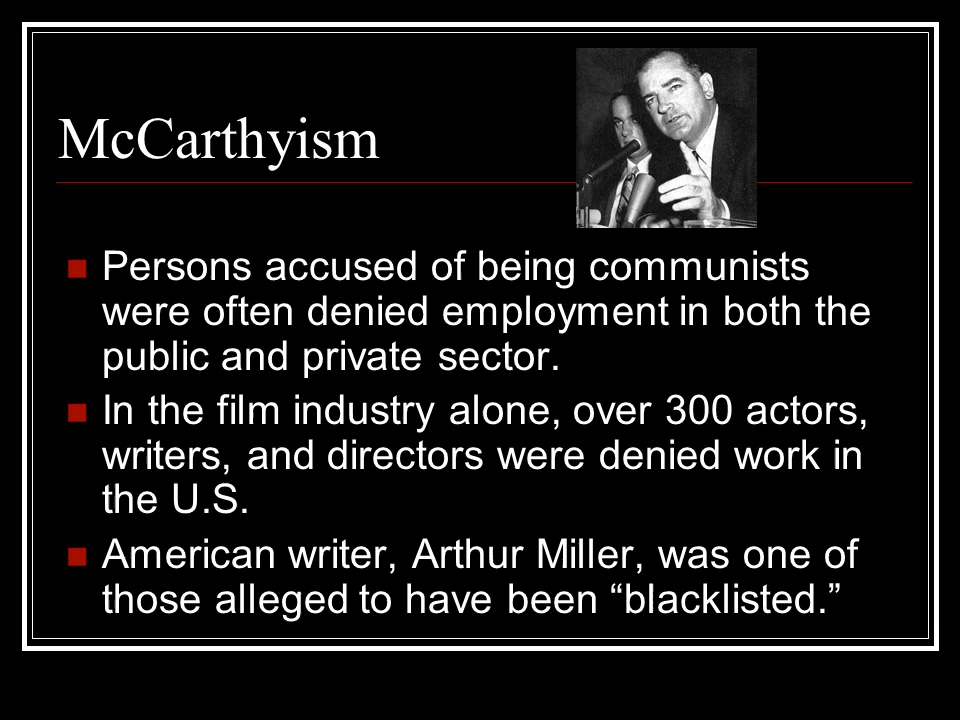 McCarthyism
Persons accused of being communists
were often denied employment in both the
public and private sector.
In the film industry alone, over 300 actors,
writers, and directors were denied work in
the U.S.
American writer, Arthur Miller, was one of
those alleged to have been “blacklisted.”